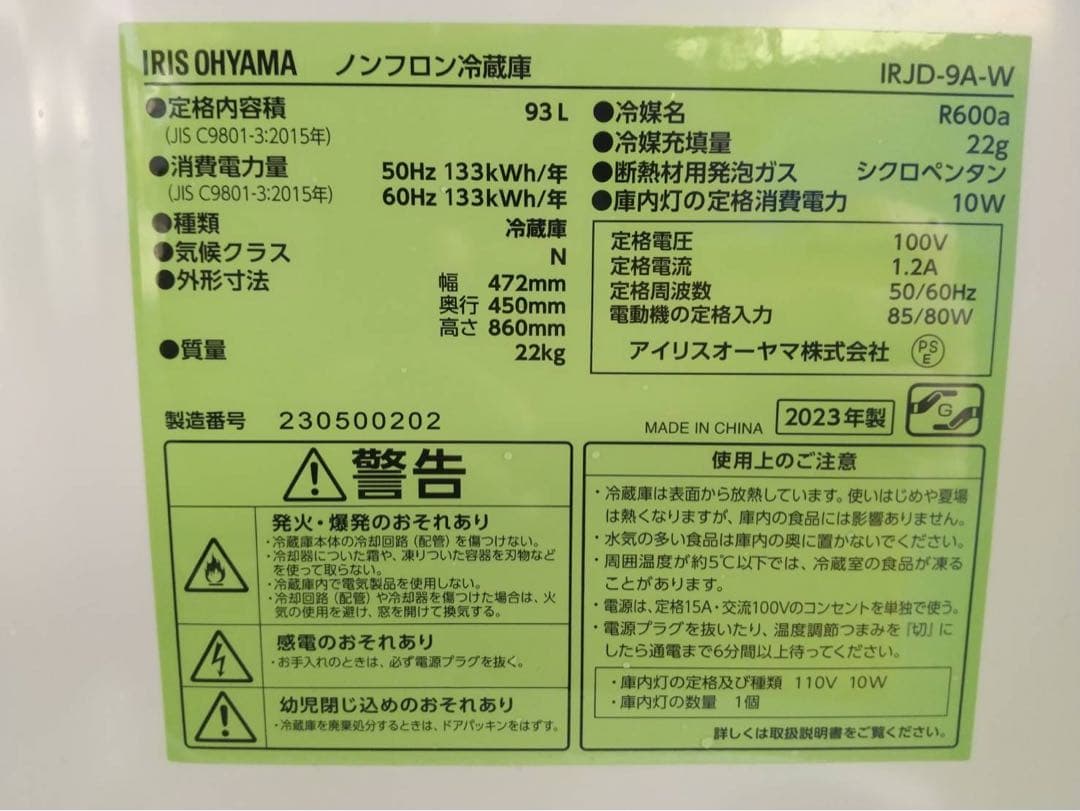 IRIS OHYAMA ノンフロン冷蔵庫 IRJD-9A-W
●定格内容積 93L
(JIS C9801-3:2015年)
●消費電力量 50Hz 133kWh/年
(JIS C9801-3:2015年) 60Hz 133kWh/年
●種類 冷蔵庫
●気候クラス N
●外形寸法 幅 472mm
奥行 450mm
高さ 860mm
●質量 22kg
●冷媒名 R600a
●冷媒充填量 22g
●断熱材用発泡ガス シクロペンタン
●庫内灯の定格消費電力 10W
定格電圧 100V
定格電流 1.2A
定格周波数 50/60Hz
電動機の定格入力 85/80W
アイリスオーヤマ株式会社 PSE
製造番号 230500202
MADE IN CHINA 2023年製 G
警告
発火・爆発のおそれあり
・冷蔵庫本体の冷却回路（配管）を傷つけない。
・冷却器についた霜や、凍りついた容器を刃物など
を使って取らない。
・冷蔵庫内で電気製品を使用しない。
・冷却回路（配管）や冷却器を傷つけた場合は、火
気の使用を避け、窓を開けて換気する。
感電のおそれあり
・お手入れのときは、必ず電源プラグを抜く。
幼児閉じ込めのおそれあり
・冷蔵庫を廃棄処分するときは、ドアパッキンをはずす。
使用上のご注意
・冷蔵庫は表面から放熱しています。使いはじめや夏場
は熱くなりますが、庫内の食品には影響ありません。
・水気の多い食品は庫内の奥に置かないでください。
・周囲温度が約5℃以下では、冷蔵室の食品が凍る
ことがあります。
・電源は、定格15A・交流100Vのコンセントを単独で使う。
・電源プラグを抜いたり、温度調節つまみを「切」に
したら通電まで6分間以上待ってください。
・庫内灯の定格及び種類 110V 10W
・庫内灯の数量 1個
詳しくは取扱説明書をご覧ください。